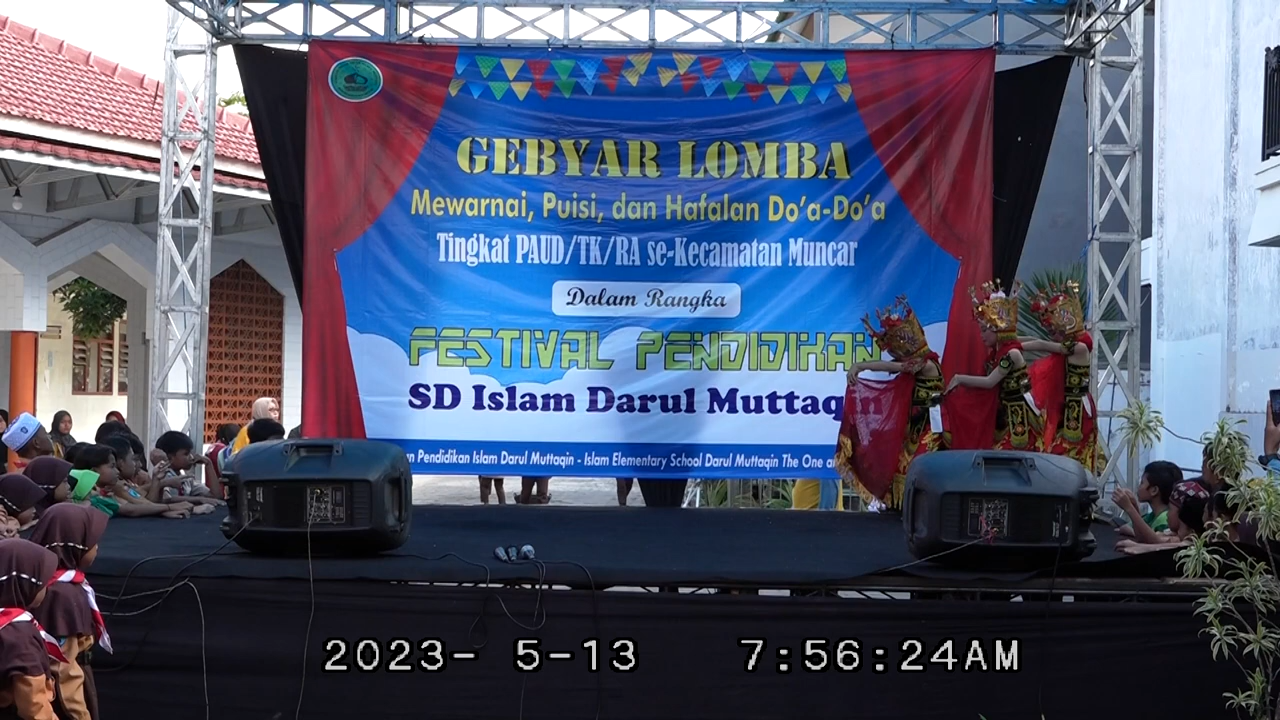 GEBYAR LOMBA
Mewarnai, Puisi, dan Hafalan Do'a-Do'a
Tingkat PAUD/TK/RA se-Kecamatan Muncar
Dalam Rangka
FESTIVAL PENDIDIKAN
SD Islam Darul Muttaqin
Pendidikan Islam Darul Muttaqin - Islam Elementary School Darul Muttaqin The One
2023- 5-13 7:56:24AM